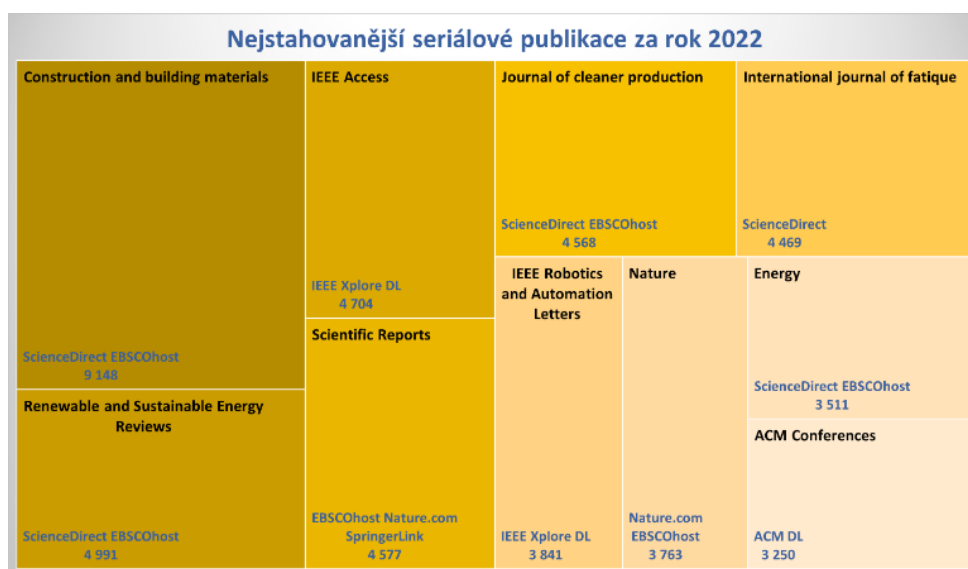 Nejstahovanější seriálové publikace za rok 2022
Construction and building materials
ScienceDirect EBSCOhost
9 148
Renewable and Sustainable Energy
Reviews
ScienceDirect EBSCOhost
4 991
IEEE Access
IEEE Xplore DL
4 704
Scientific Reports
EBSCOhost Nature.com
SpringerLink
4 577
Journal of cleaner production
ScienceDirect EBSCOhost
4 568
International journal of fatique
ScienceDirect
4 469
IEEE Robotics
and Automation
Letters
IEEE Xplore DL
3 841
Nature
Nature.com
EBSCOhost
3 763
Energy
ScienceDirect EBSCOhost
3 511
ACM Conferences
ACM DL
3 250